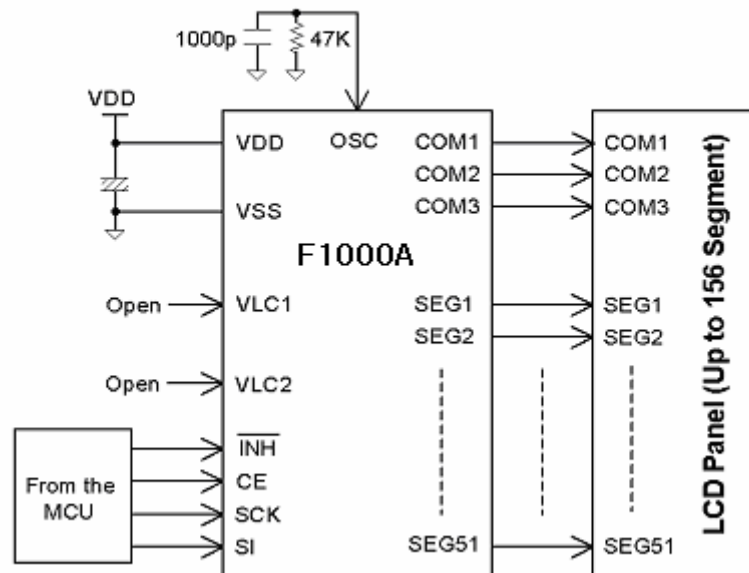 1000p
47K
VDD
VDD
OSC
COM1
COM1
COM2
COM2
VSS
COM3
COM3
F1000A
Open
VLC1
SEG1
SEG1
SEG2
SEG2
Open
VLC2
From the
MCU
INH
CE
SCK
SI
SEG51
SEG51
LCD Panel (Up to 156 Segment)